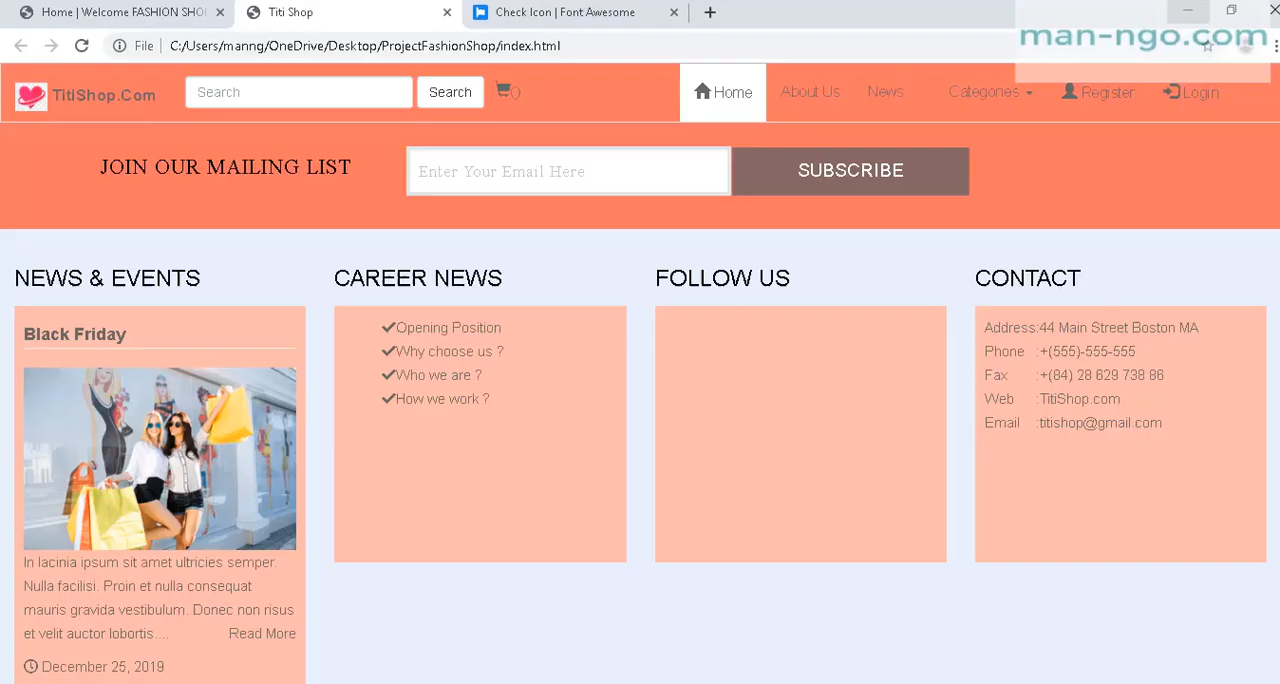 Home | Welcome FASHION SHO
Titi Shop
Check Icon | Font Awesome
File
C:/Users/manng/OneDrive/Desktop/ProjectFashionShop/index.html
man-ngo.com
TitiShop.Com
Search
Search
()
Home
About Us
News
Categories
Register
Login
JOIN OUR MAILING LIST
Enter Your Email Here
SUBSCRIBE
NEWS & EVENTS
Black Friday
In lacinia ipsum sit amet ultricies semper.
Nulla facilisi. Proin et nulla consequat
mauris gravida vestibulum. Donec non risus
et velit auctor lobortis....
Read More
December 25, 2019
CAREER NEWS
Opening Position
Why choose us ?
Who we are ?
How we work ?
FOLLOW US
CONTACT
Address:44 Main Street Boston MA
Phone :+(555)-555-555
Fax :+(84) 28 629 738 86
Web :TitiShop.com
Email :titishop@gmail.com